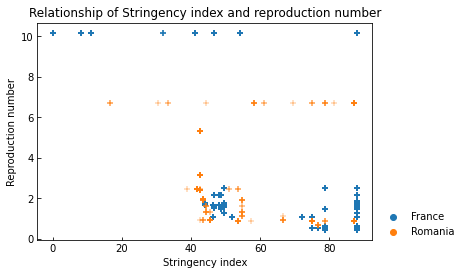 Relationship of Stringency index and reproduction number
10
8
6
4
2
0
Reproduction number
0 20 40 60 80
Stringency index
France
Romania